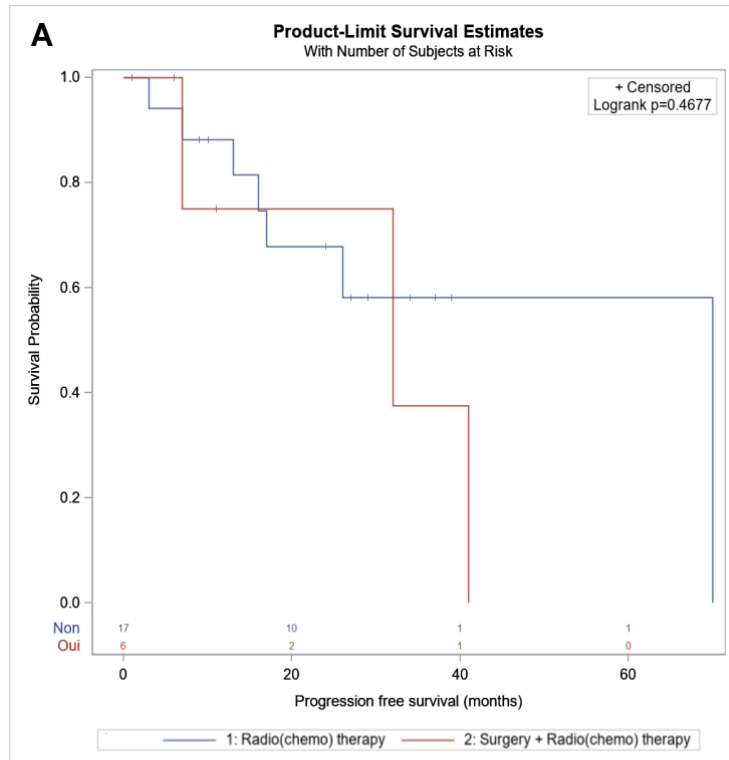 A
Product-Limit Survival Estimates
With Number of Subjects at Risk
+ Censored
Logrank p=0.4677
1.0
0.8
0.6
0.4
0.2
0.0
Survival Probability
Non 17 10 1 1
Oui 6 2 1 0
0 20 40 60
Progression free survival (months)
1: Radio(chemo) therapy 2: Surgery + Radio(chemo) therapy